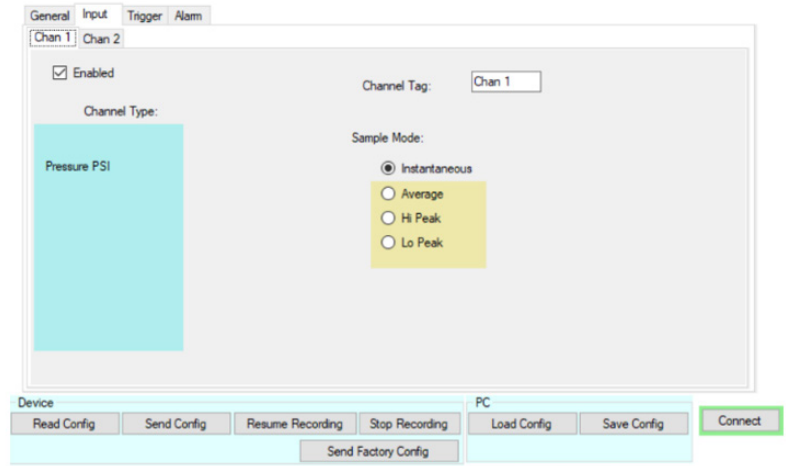 General Input Trigger Alarm
Chan 1 Chan 2
Enabled
Channel Tag: Chan 1
Channel Type:
Sample Mode:
Pressure PSI
Instantaneous
Average
Hi Peak
Lo Peak
Device PC
Read Config Send Config Resume Recording Stop Recording Load Config Save Config Connect
Send Factory Config